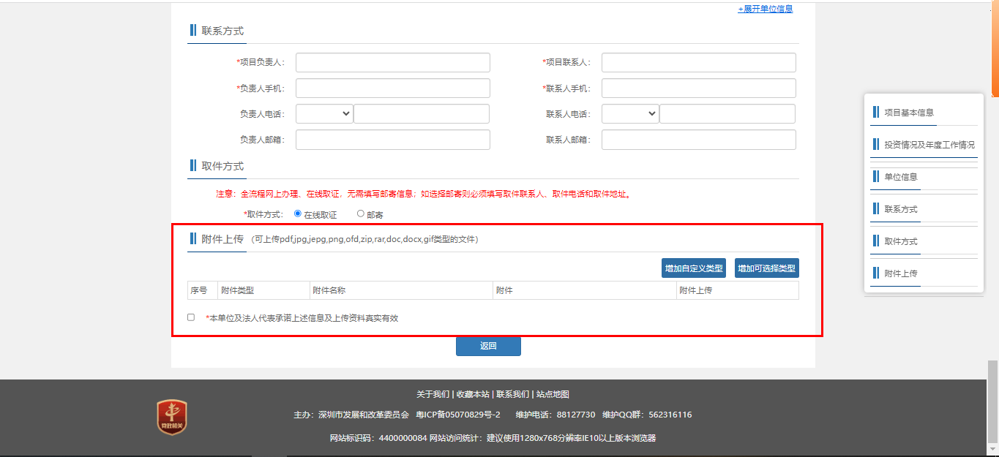 +展开单位信息
联系方式
*项目负责人：
*项目联系人：
*负责人手机：
*联系人手机：
负责人电话：
联系人电话：
负责人邮箱：
联系人邮箱：
取件方式
注意：全流程网上办理、在线取证，无需填写邮寄信息；如选择邮寄则必须填写取件联系人、取件电话和取件地址。
*取件方式： 在线取证 邮寄
附件上传 （可上传pdf,jpg,jepg,png,ofd,zip,rar,doc,docx,gif类型的文件）
增加自定义类型 增加可选择类型
序号 附件类型 附件名称 附件 附件上传
*本单位及法人代表承诺上述信息及上传资料真实有效
返回
项目基本信息
投资情况及年度工作情况
单位信息
联系方式
取件方式
附件上传
关于我们 | 收藏本站 | 联系我们 | 站点地图
主办：深圳市发展和改革委员会 粤ICP备05070829号-2 维护电话：88127730 维护QQ群：562316116
网站标识码：4400000084 网站访问统计：建议使用1280x768分辨率IE10以上版本浏览器
党政机关